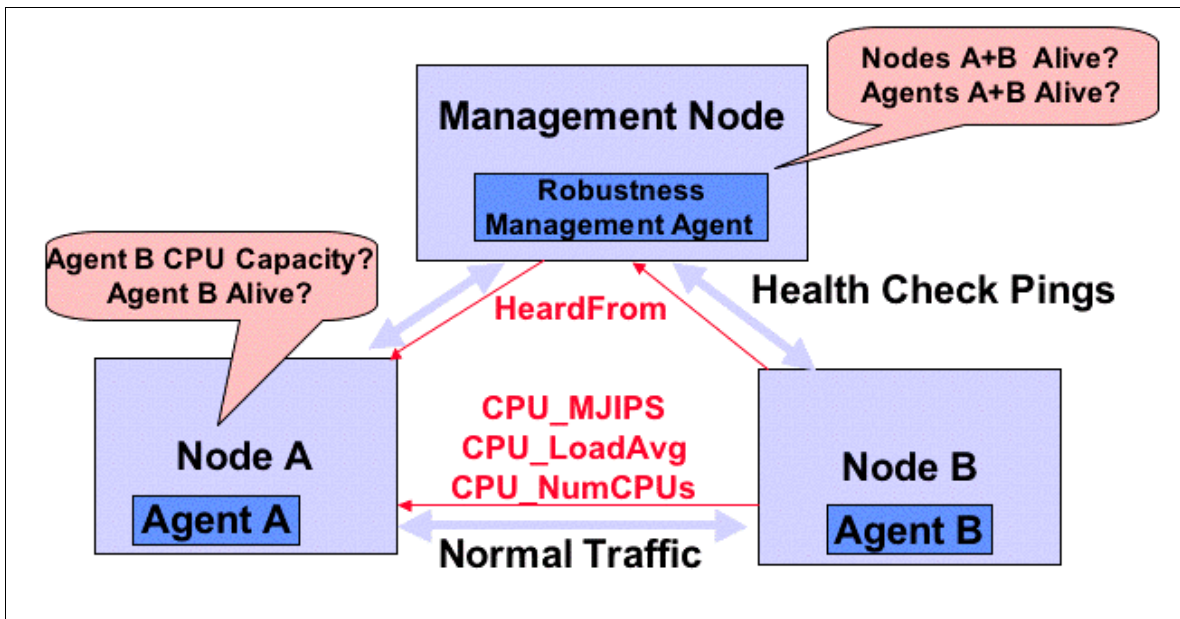 Nodes A+B Alive?
Agents A+B Alive?
Management Node
Robustness
Management Agent
Agent B CPU Capacity?
Agent B Alive?
HeardFrom
Health Check Pings
CPU_MJIPS
CPU_LoadAvg
CPU_NumCPUs
Node A
Agent A
Node B
Agent B
Normal Traffic